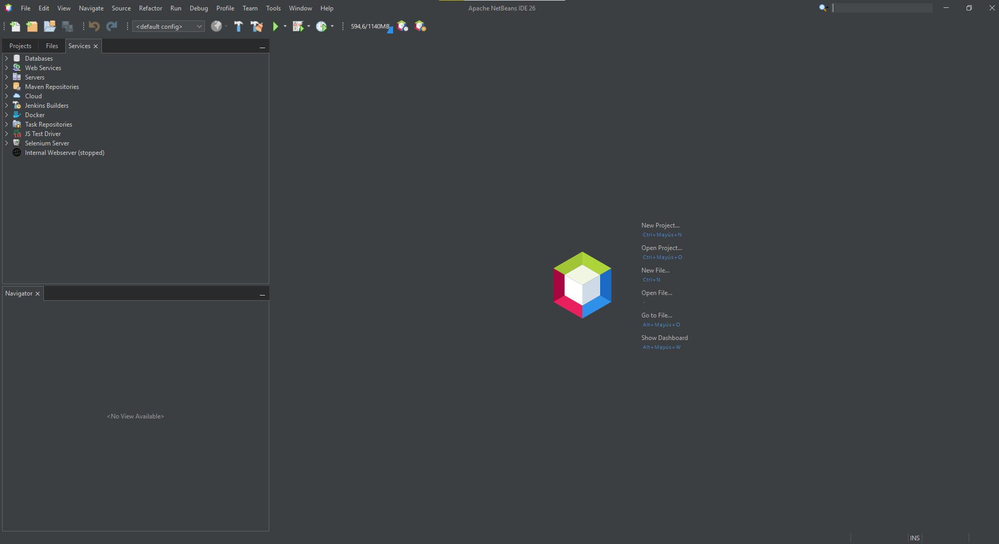 File Edit View Navigate Source Refactor Run Debug Profile Team Tools Window Help Apache NetBeans IDE 26
<default config> 594,6/1140MB
Projects Files Services
Databases
Web Services
Servers
Maven Repositories
Cloud
Jenkins Builders
Docker
Task Repositories
JS Test Driver
Selenium Server
Internal Webserver (stopped)
Navigator
<No View Available>
New Project...
Ctrl+Mayús+N
Open Project...
Ctrl+Mayús+O
New File...
Ctrl+N
Open File...
-
Go to File...
Alt+Mayús+O
Show Dashboard
Alt+Mayús+W
INS